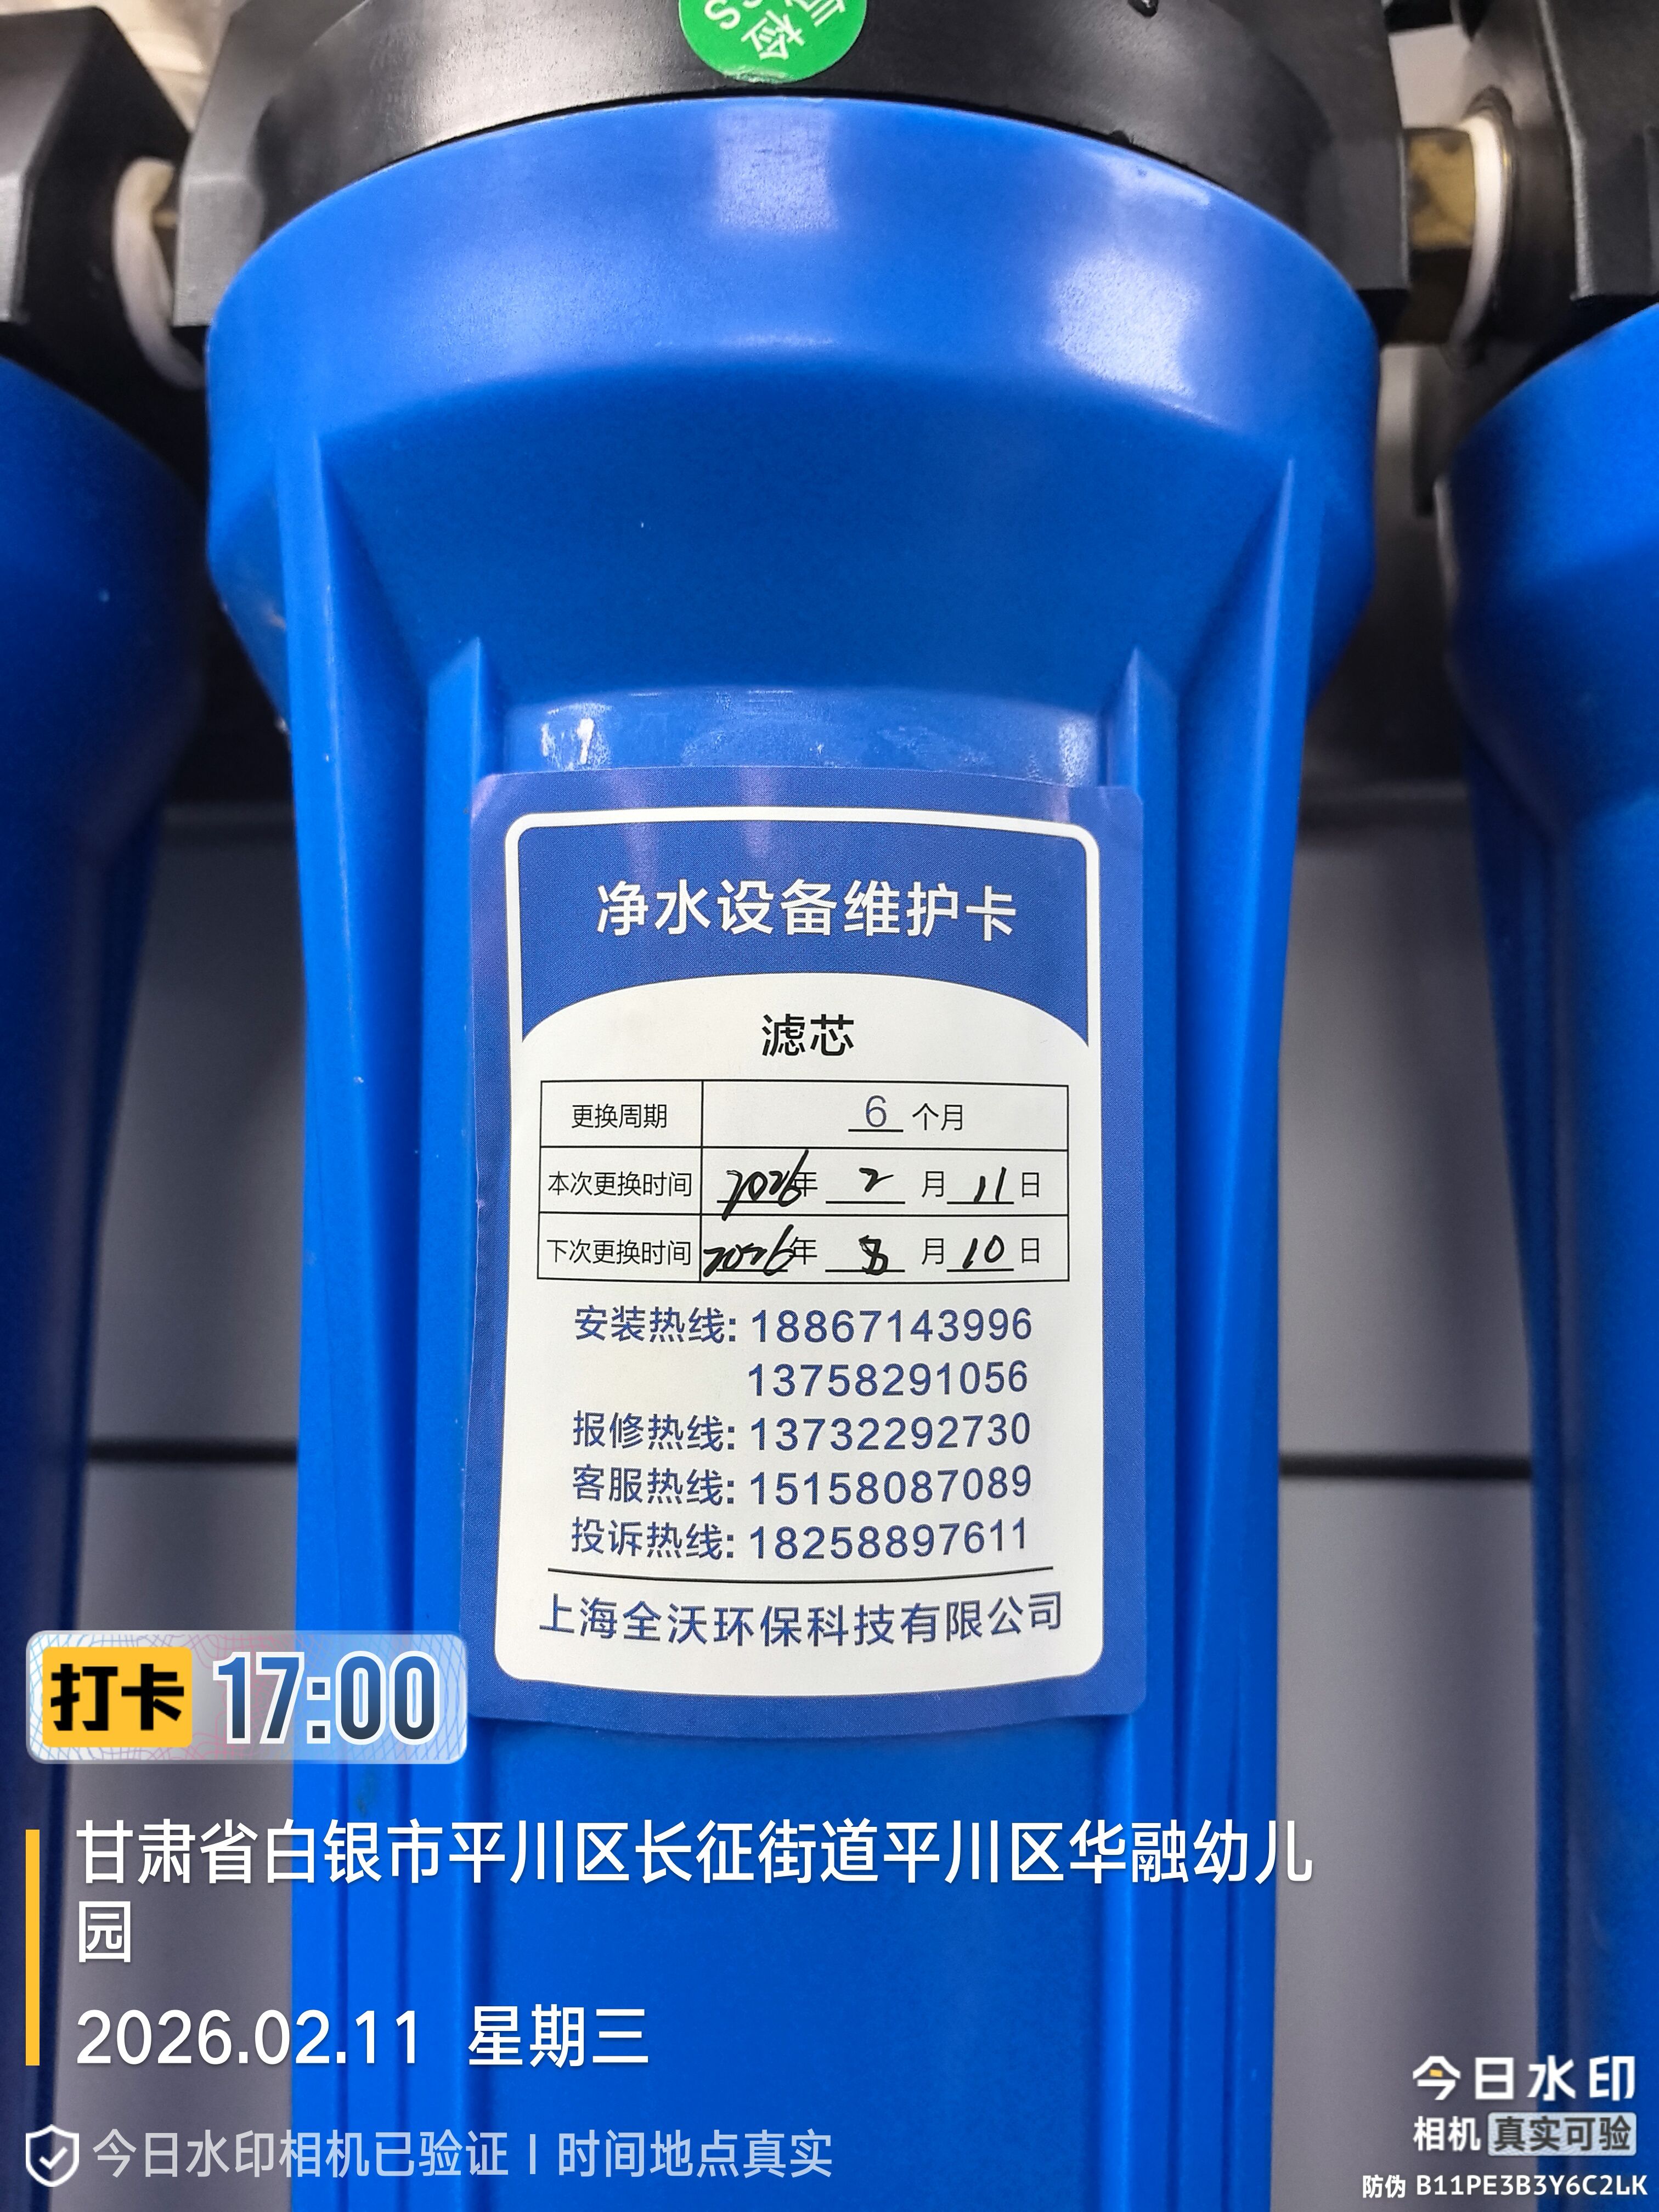 质检
净水设备维护卡
滤芯
更换周期 6 个月
本次更换时间 2026年 2 月 11 日
下次更换时间 2026年 8 月 10 日
安装热线: 18867143996
13758291056
报修热线: 13732292730
客服热线: 15158087089
投诉热线: 18258897611
上海全沃环保科技有限公司
打卡 17:00
甘肃省白银市平川区长征街道平川区华融幼儿
园
2026.02.11 星期三
今日水印相机已验证 | 时间地点真实
今日水印
相机 真实可验
防伪 B11PE3B3Y6C2LK